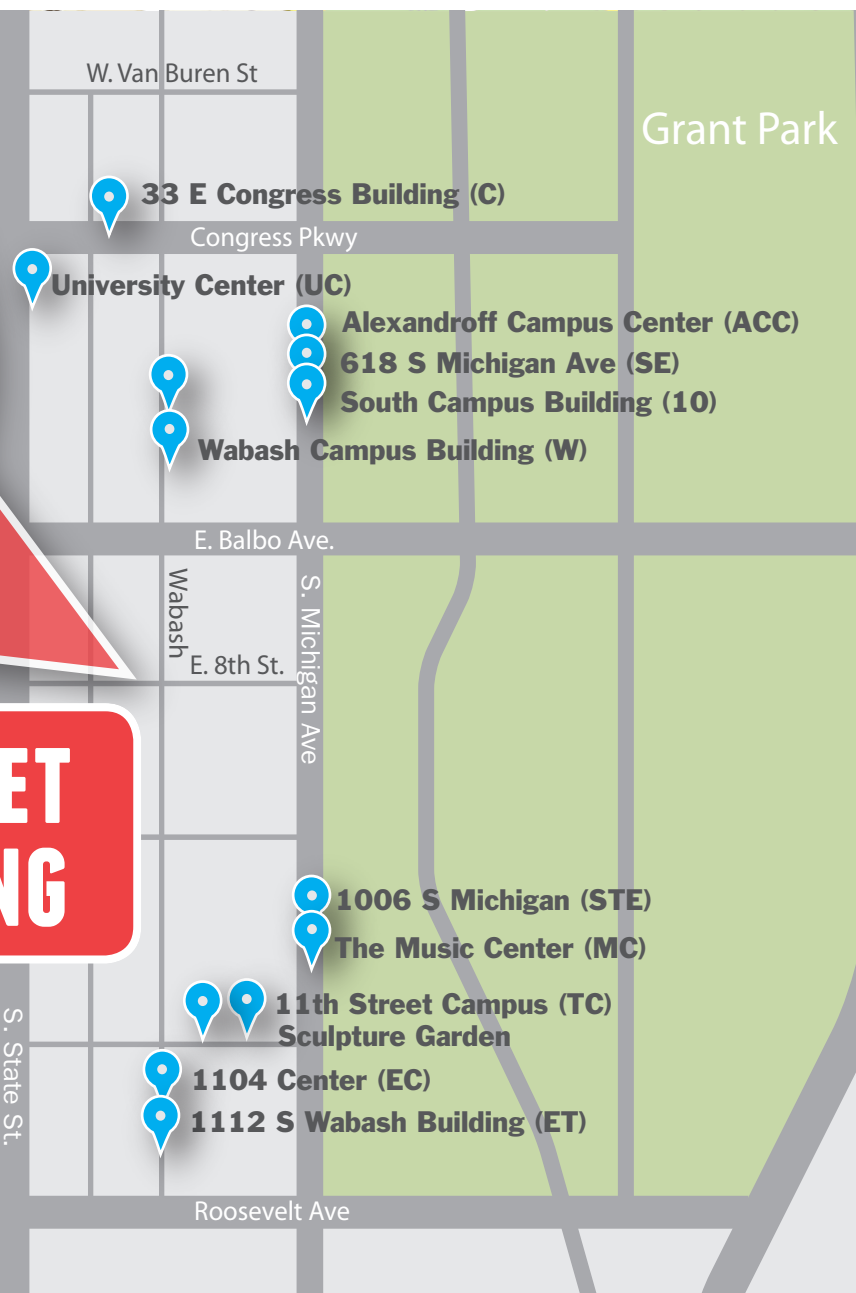 W. Van Buren St
Grant Park
33 E Congress Building (C)
Congress Pkwy
University Center (UC)
Alexandroff Campus Center (ACC)
618 S Michigan Ave (SE)
South Campus Building (10)
Wabash Campus Building (W)
E. Balbo Ave.
Wabash
S. Michigan Ave
E. 8th St.
ET
NG
1006 S Michigan (STE)
The Music Center (MC)
11th Street Campus (TC)
Sculpture Garden
S. State St.
1104 Center (EC)
1112 S Wabash Building (ET)
Roosevelt Ave